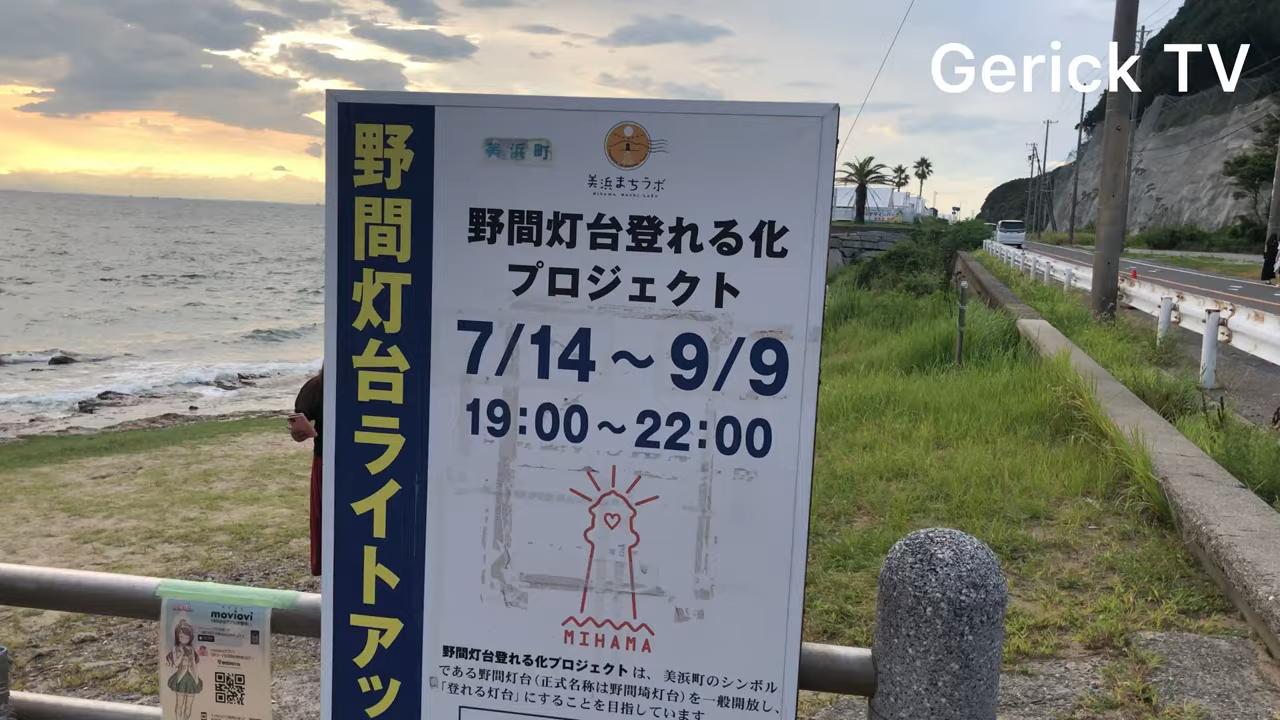 Gerick TV
野間灯台ライトアッ
美浜町
美浜まちラボ
野間灯台登れる化
プロジェクト
7/14～9/9
19:00～22:00
MIHAMA
野間灯台登れる化プロジェクトは、美浜町のシンボル
である野間灯台(正式名称は野間埼灯台)を一般開放し、
「登れる灯台」にすることを目指しています
moviovi